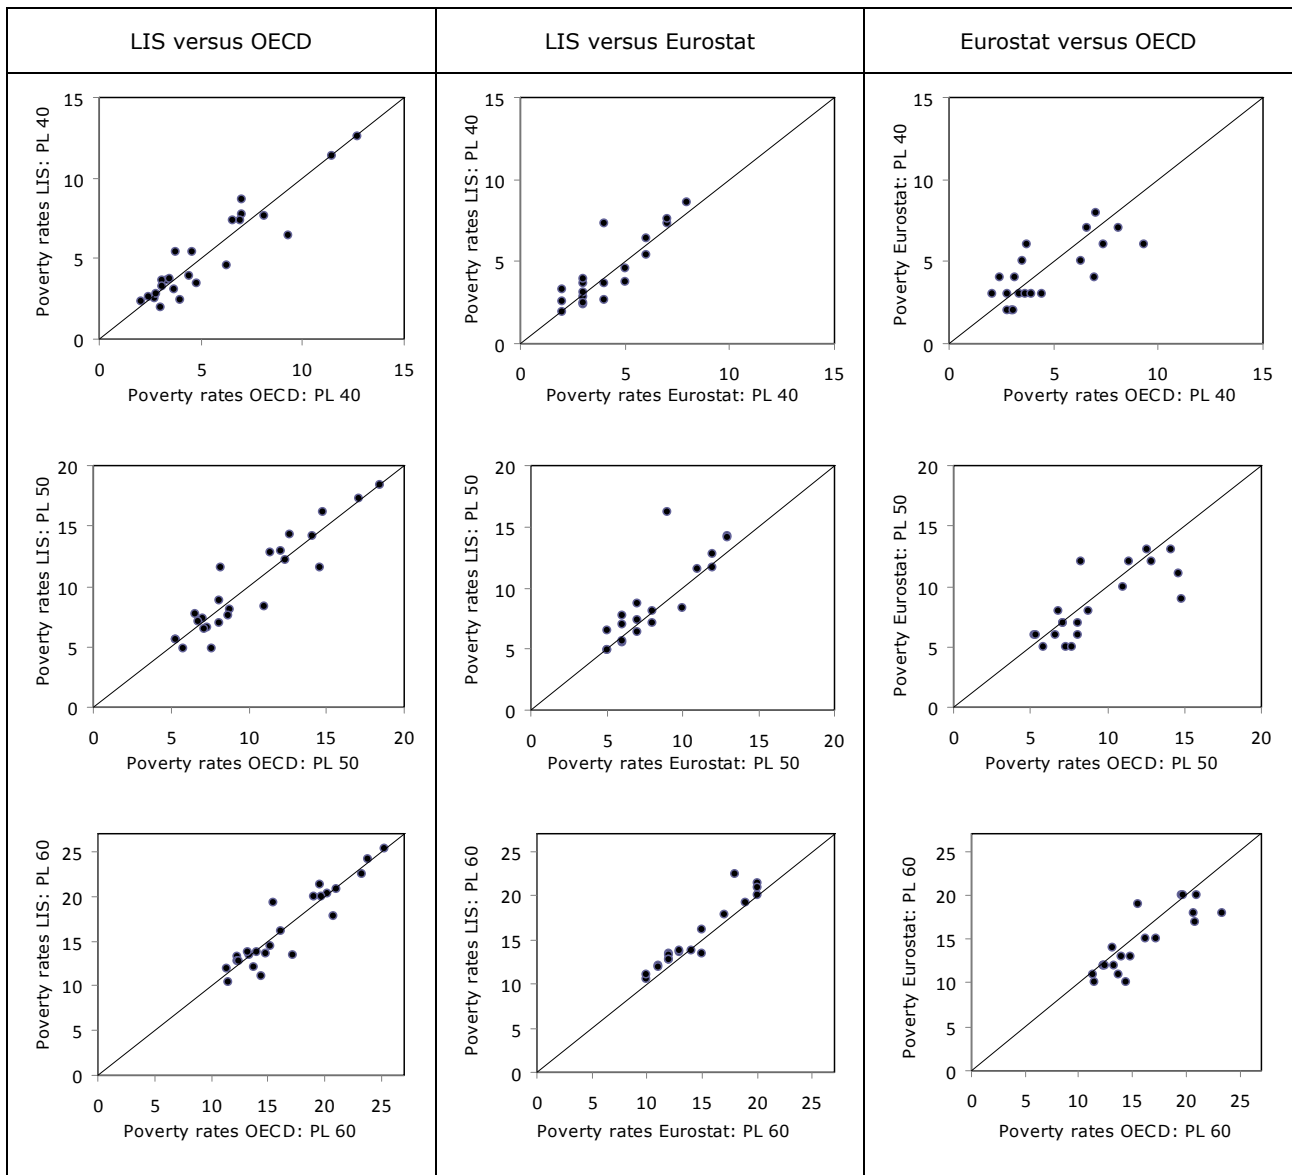 LIS versus OECD
LIS versus Eurostat
Eurostat versus OECD
Poverty rates LIS: PL 40
15
10
5
0
0 5 10 15
Poverty rates OECD: PL 40
Poverty rates LIS: PL 40
15
10
5
0
0 5 10 15
Poverty rates Eurostat: PL 40
Poverty rates Eurostat: PL 40
15
10
5
0
0 5 10 15
Poverty rates OECD: PL 40
Poverty rates LIS: PL 50
20
15
10
5
0
0 5 10 15 20
Poverty rates OECD: PL 50
Poverty rates LIS: PL 50
20
15
10
5
0
0 5 10 15 20
Poverty rates Eurostat: PL 50
Poverty rates Eurostat: PL 50
20
15
10
5
0
0 5 10 15 20
Poverty rates OECD: PL 50
Poverty rates LIS: PL 60
25
20
15
10
5
0
0 5 10 15 20 25
Poverty rates OECD: PL 60
Poverty rates LIS: PL 60
25
20
15
10
5
0
0 5 10 15 20 25
Poverty rates Eurostat: PL 60
Poverty rates Eurostat: PL 60
25
20
15
10
5
0
0 5 10 15 20 25
Poverty rates OECD: PL 60